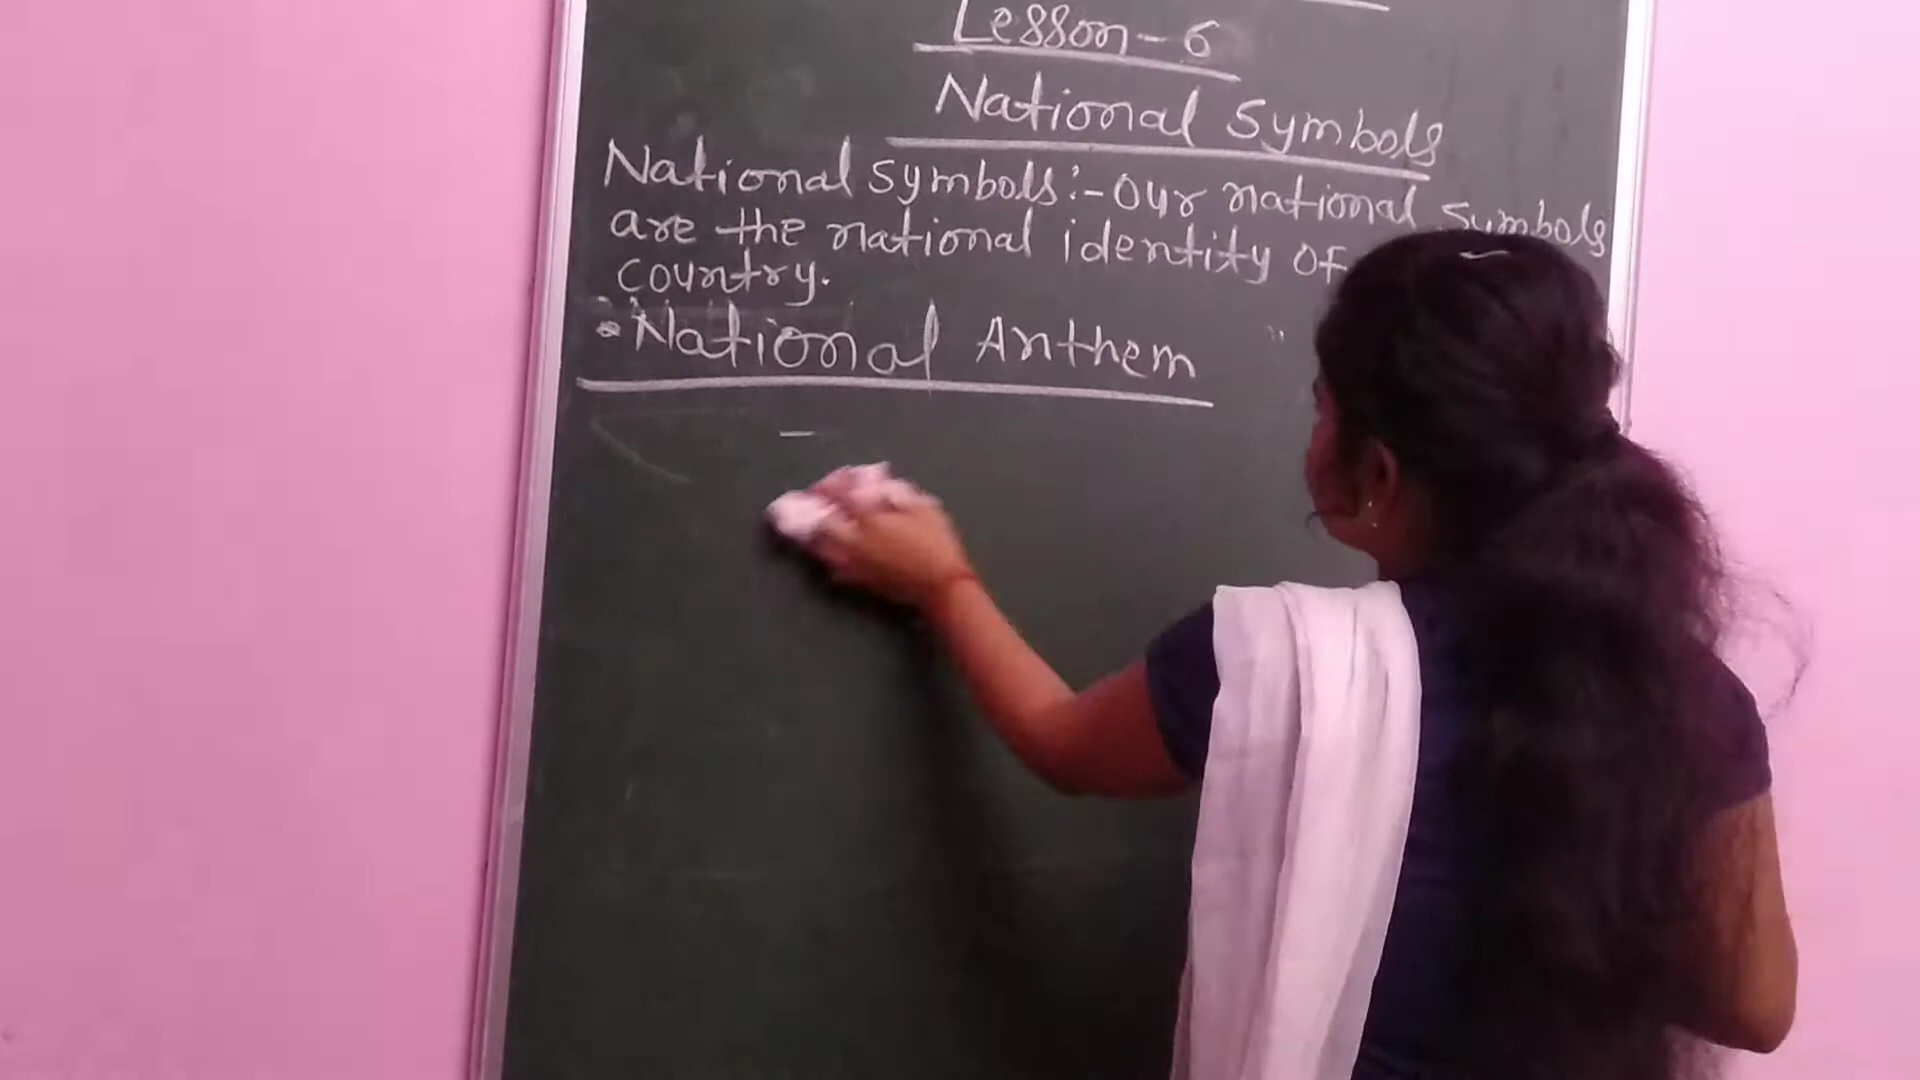 Lesson - 6
National Symbols
National symbols:- Our national symbols
are the national identity of
country.
• National Anthem